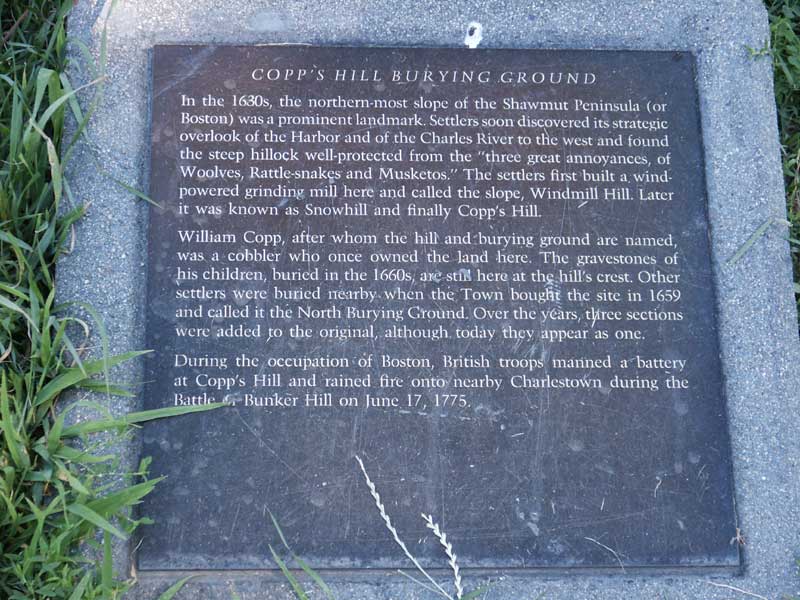 COPP'S HILL BURYING GROUND
In the 1630s, the northern-most slope of the Shawmut Peninsula (or
Boston) was a prominent landmark. Settlers soon discovered its strategic
overlook of the Harbor and of the Charles River to the west and found
the steep hillock well-protected from the "three great annoyances, of
Woolves, Rattle-snakes and Musketos." The settlers first built a wind-
powered grinding mill here and called the slope, Windmill Hill. Later
it was known as Snowhill and finally Copp's Hill.
William Copp, after whom the hill and burying ground are named,
was a cobbler who once owned the land here. The gravestones of
his children, buried in the 1660s, are still here at the hill's crest. Other
settlers were buried nearby when the Town bought the site in 1659
and called it the North Burying Ground. Over the years, three sections
were added to the original, although today they appear as one.
During the occupation of Boston, British troops manned a battery
at Copp's Hill and rained fire onto nearby Charlestown during the
Battle of Bunker Hill on June 17, 1775.